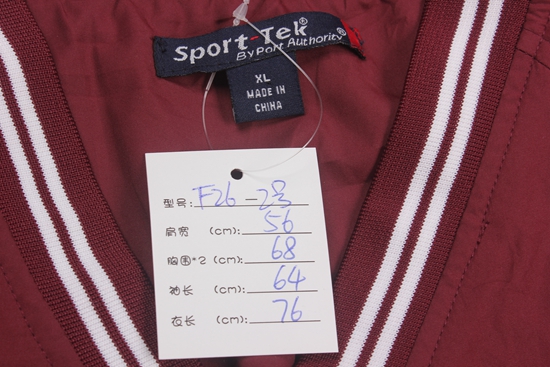 Sport-Tek®
By Port Authority®
XL
MADE IN
CHINA
型号: F26-28
肩宽 (cm): 56
胸围*2 (cm): 68
袖长 (cm): 64
衣长 (cm): 76